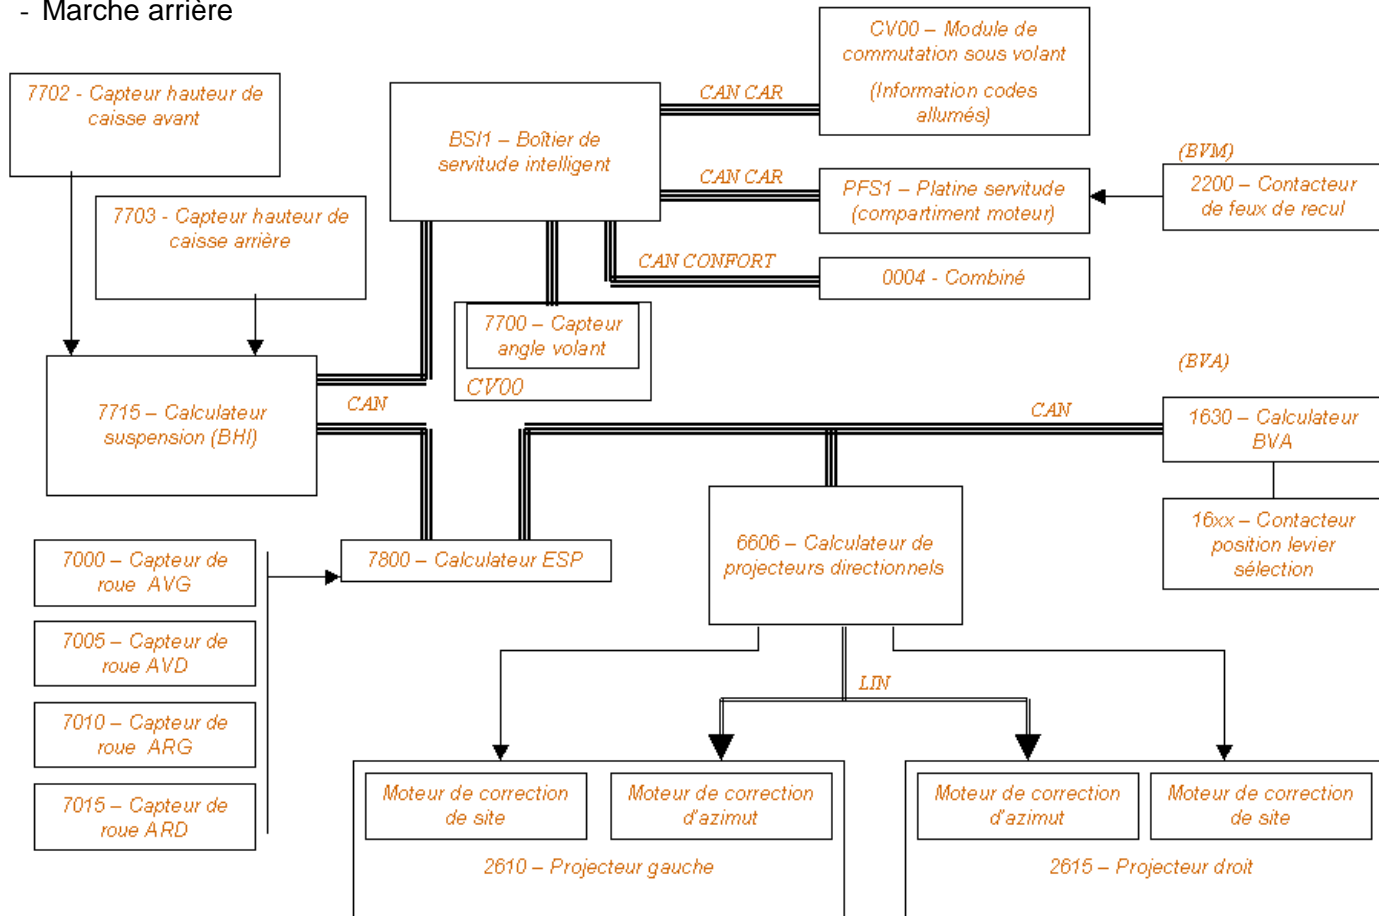 - Marche arrière
CV00 – Module de
commutation sous volant
(Information codes
allumés)
7702 - Capteur hauteur de
caisse avant
CAN CAR
BSI1 – Boîtier de
servitude intelligent
(BVM)
CAN CAR
PFS1 – Platine servitude
(compartiment moteur)
2200 – Contacteur
de feux de recul
7703 - Capteur hauteur de
caisse arrière
CAN CONFORT
0004 - Combiné
7700 – Capteur
angle volant
CV00
(BVA)
7715 – Calculateur
suspension (BHI)
CAN
CAN
1630 – Calculateur
BVA
16xx – Contacteur
position levier
sélection
7000 – Capteur de
roue AVG
7800 – Calculateur ESP
6606 – Calculateur de
projecteurs directionnels
7005 – Capteur de
roue AVD
LIN
7010 – Capteur de
roue ARG
7015 – Capteur de
roue ARD
Moteur de correction
de site
Moteur de correction
d'azimut
Moteur de correction
d'azimut
Moteur de correction
de site
2610 – Projecteur gauche
2615 – Projecteur droit